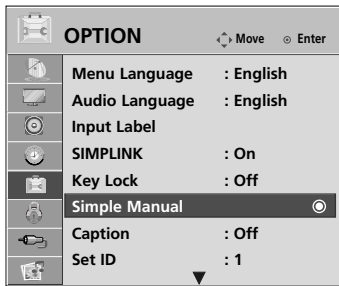 OPTION Move Enter
Menu Language : English
Audio Language : English
Input Label
SIMPLINK : On
Key Lock : Off
Simple Manual
Caption : Off
Set ID : 1